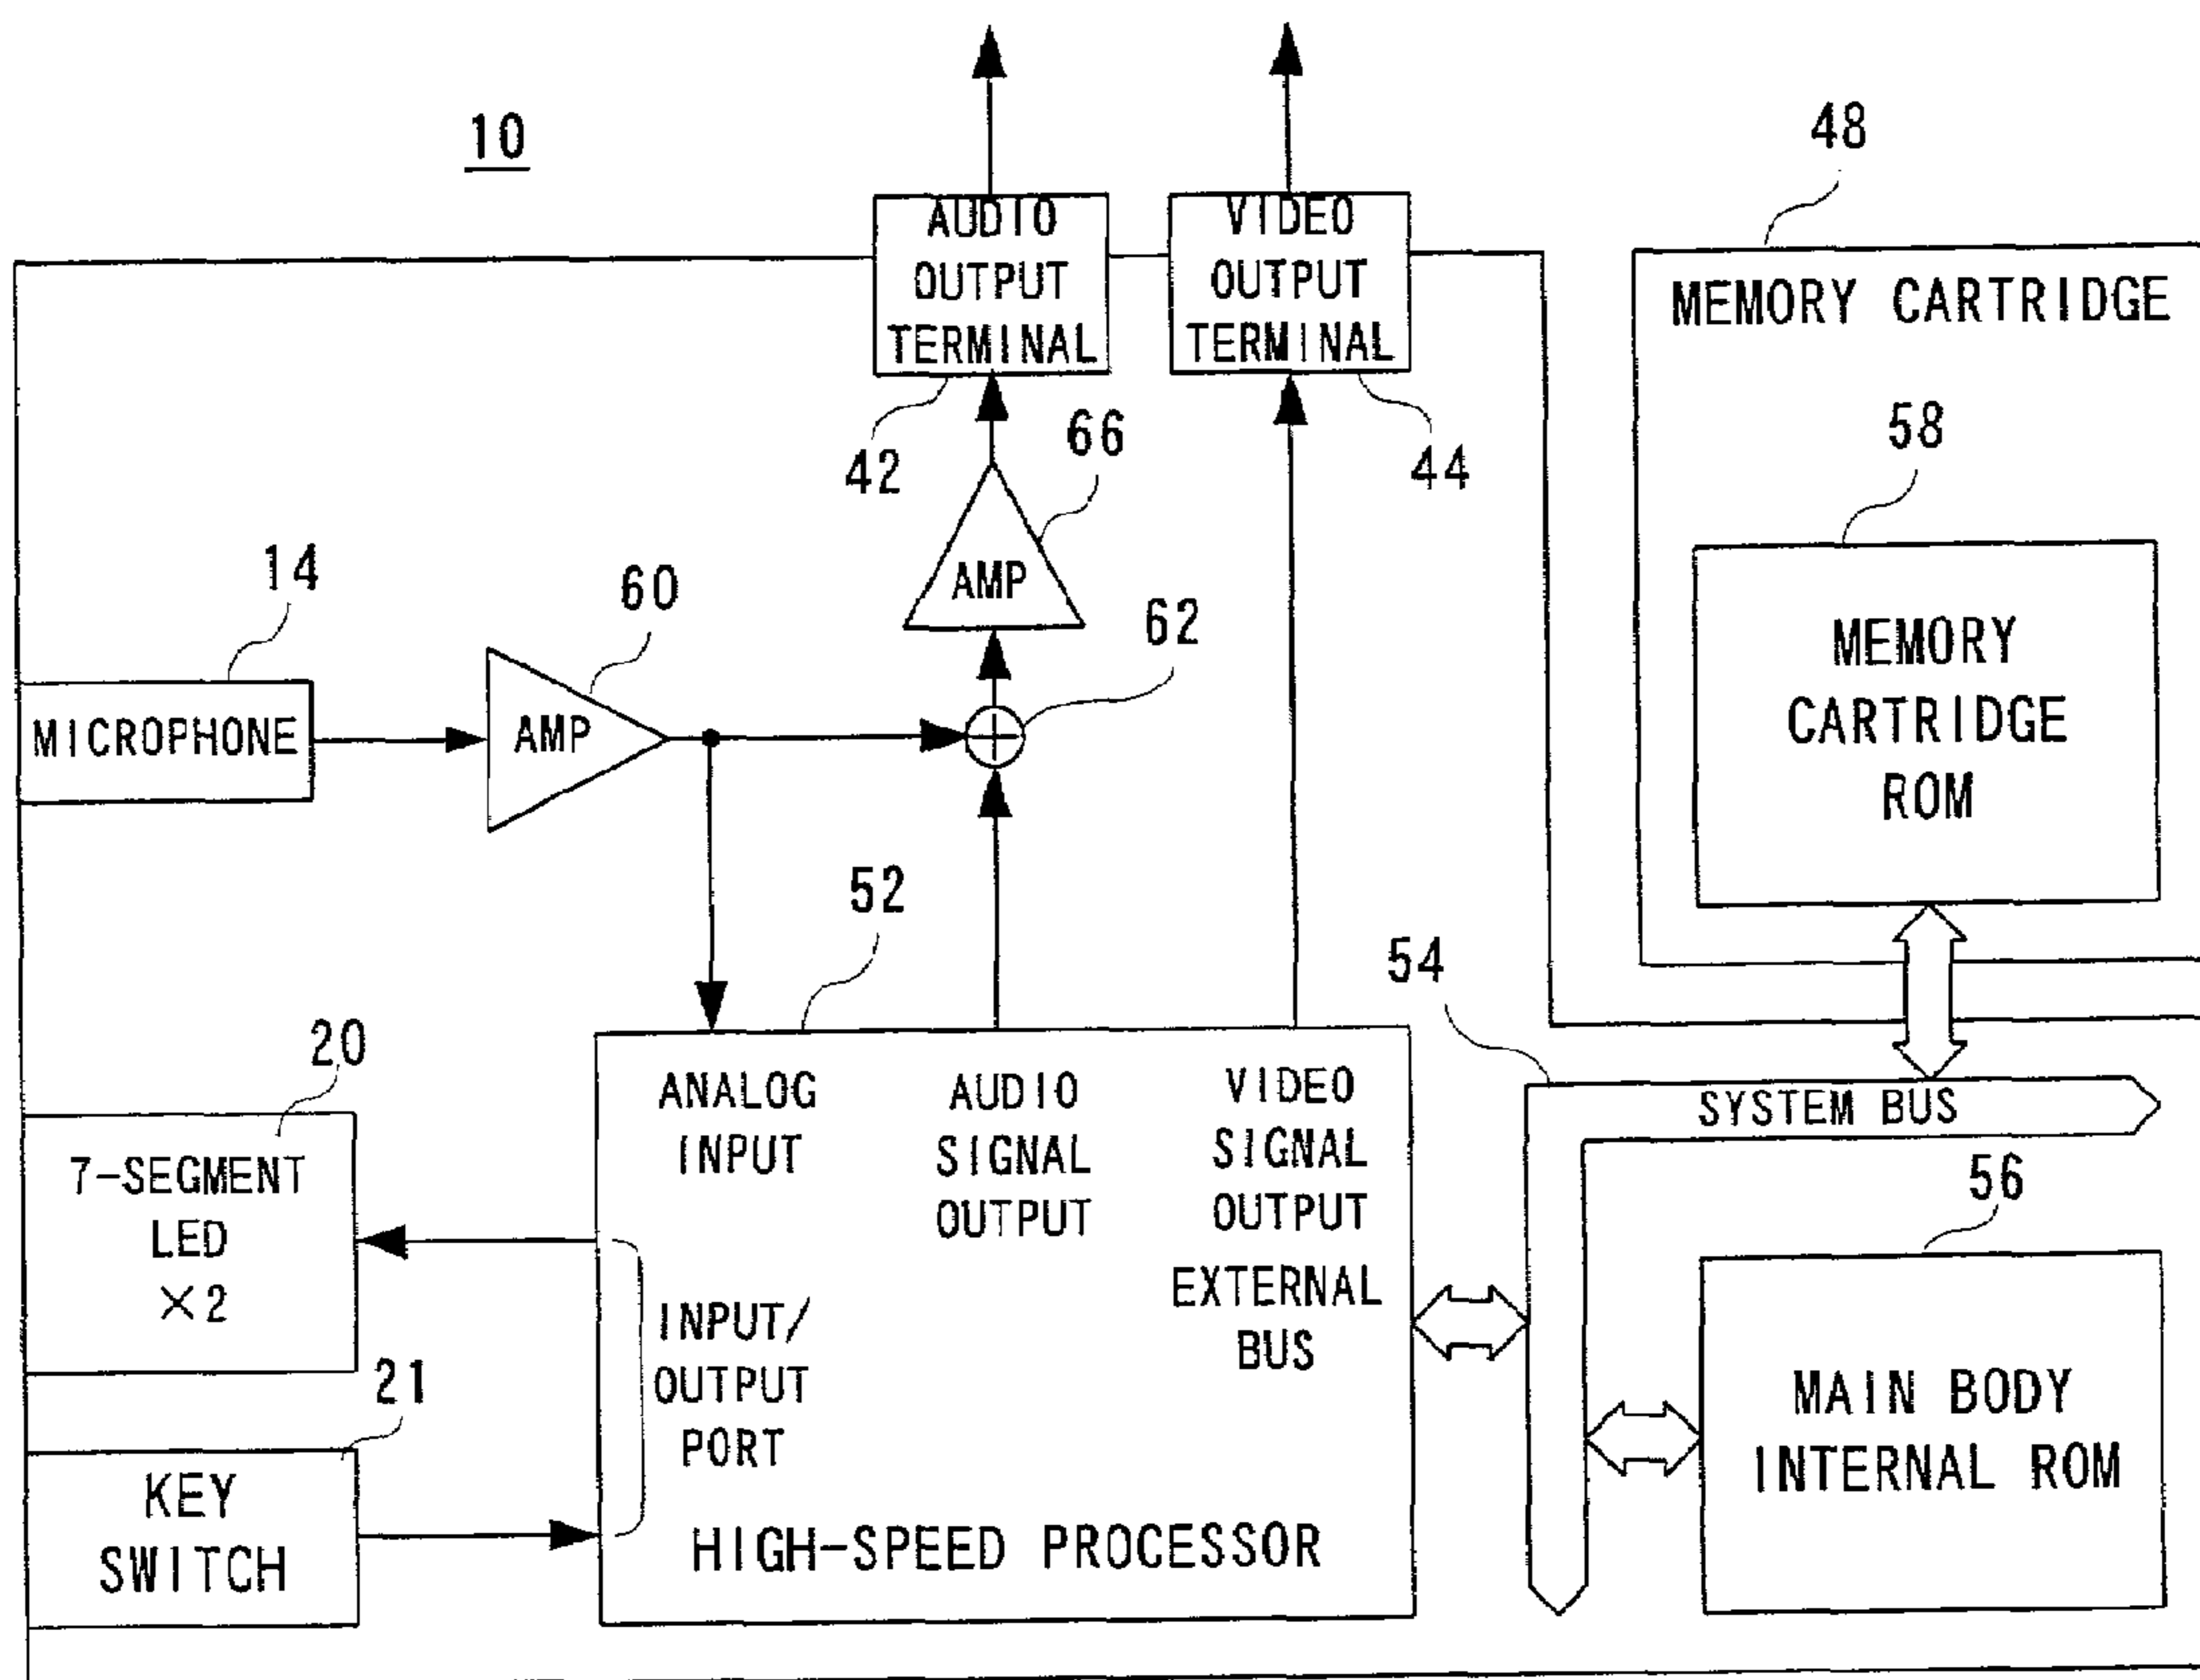 10
48
AUDIO
OUTPUT
TERMINAL
VIDEO
OUTPUT
TERMINAL
MEMORY CARTRIDGE
42
66
44
58
14
60
AMP
62
MEMORY
CARTRIDGE
ROM
MICROPHONE
AMP
52
54
20
ANALOG
INPUT
AUDIO
SIGNAL
OUTPUT
VIDEO
SIGNAL
OUTPUT
SYSTEM BUS
7-SEGMENT
LED
×2
56
EXTERNAL
BUS
INPUT/
OUTPUT
PORT
21
MAIN BODY
INTERNAL ROM
KEY
SWITCH
HIGH-SPEED PROCESSOR